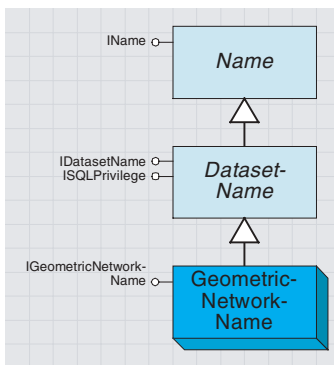 IName
Name
IDatasetName
ISQLPrivilege
Dataset-
Name
IGeometricNetwork-
Name
Geometric-
Network-
Name